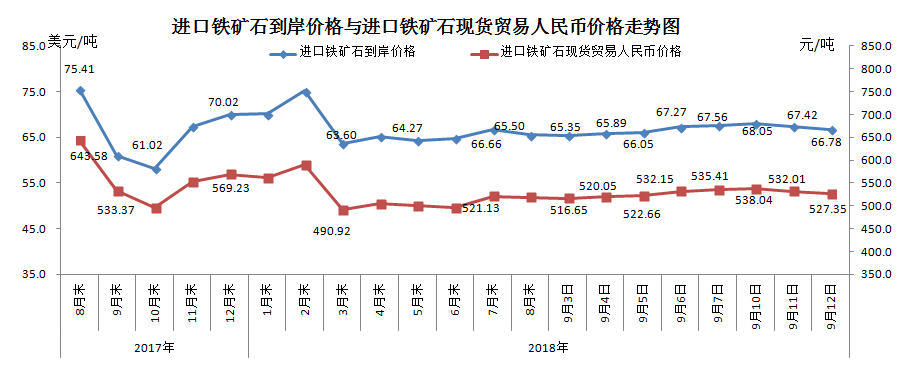 进口铁矿石到岸价格与进口铁矿石现货贸易人民币价格走势图
美元/吨
元/吨
进口铁矿石到岸价格
进口铁矿石现货贸易人民币价格
85.0
75.0
65.0
55.0
45.0
35.0
850.0
800.0
750.0
700.0
650.0
600.0
550.0
500.0
450.0
400.0
350.0
75.41
61.02
70.02
63.60
64.27
66.66
65.50
65.35
65.89
66.05
67.27
67.56
68.05
67.42
66.78
643.58
533.37
569.23
490.92
521.13
516.65
520.05
522.66
532.15
535.41
538.04
532.01
527.35
8月末
9月末
10月末
11月末
12月末
1月末
2月末
3月末
4月末
5月末
6月末
7月末
8月末
9月3日
9月4日
9月5日
9月6日
9月7日
9月10日
9月11日
9月12日
2017年
2018年